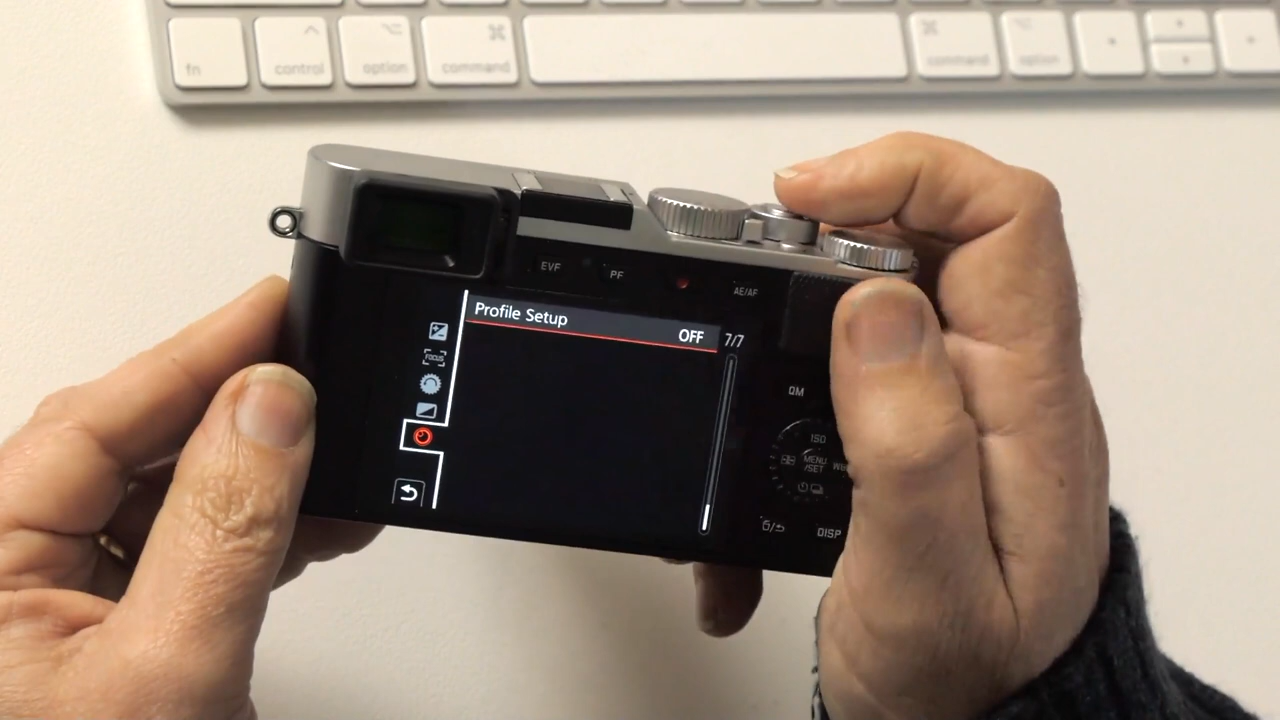 fn
control
option
command
command
option
EVF
PF
AE/AF
Profile Setup
OFF
7/7
FOCUS
QM
ISO
MENU
/SET
DISP